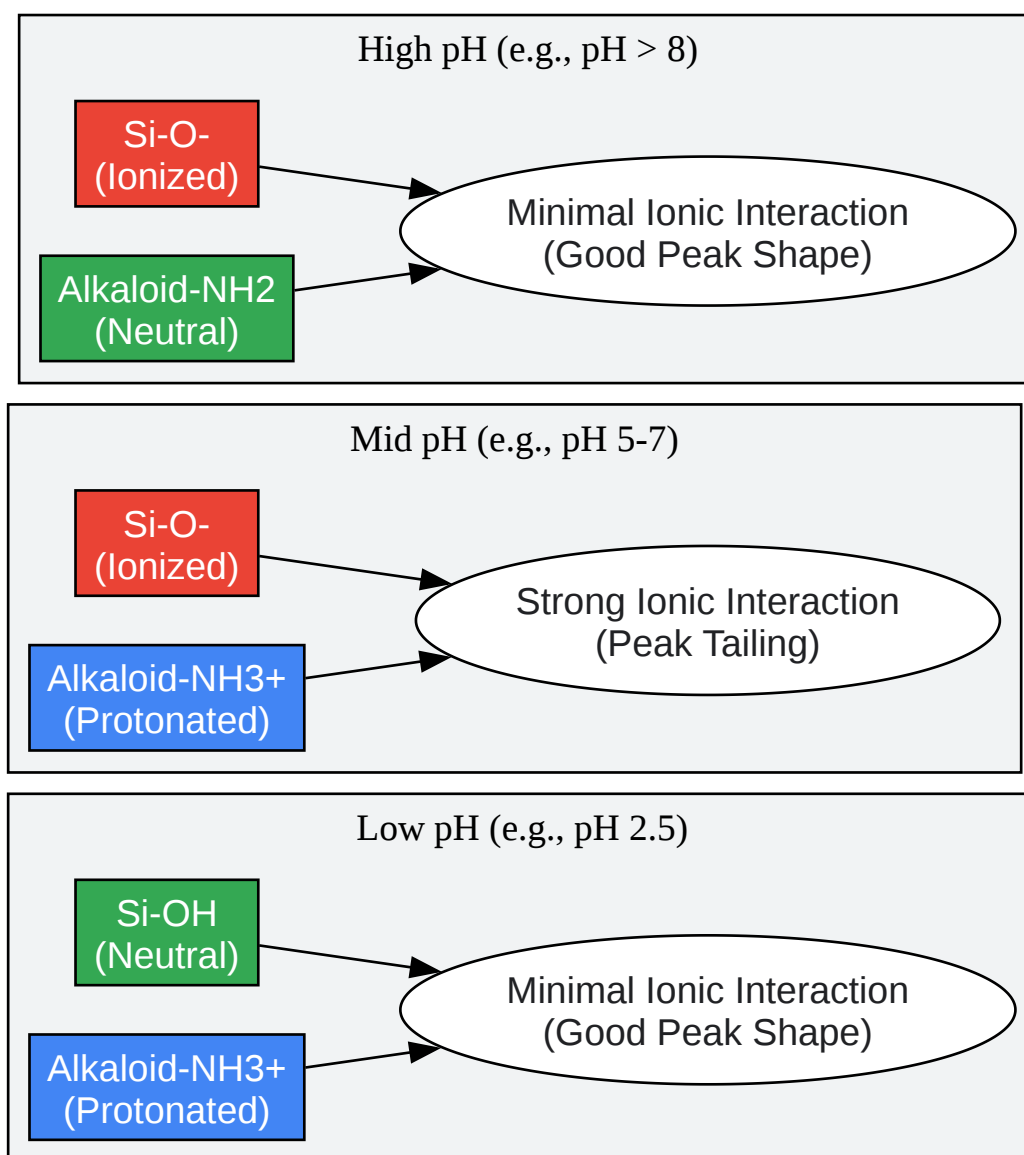 High pH (e.g., pH > 8)
Si-O-
(Ionized)
Minimal Ionic Interaction
(Good Peak Shape)
Alkaloid-NH2
(Neutral)
Mid pH (e.g., pH 5-7)
Si-O-
(Ionized)
Strong Ionic Interaction
(Peak Tailing)
Alkaloid-NH3+
(Protonated)
Low pH (e.g., pH 2.5)
Si-OH
(Neutral)
Minimal Ionic Interaction
(Good Peak Shape)
Alkaloid-NH3+
(Protonated)